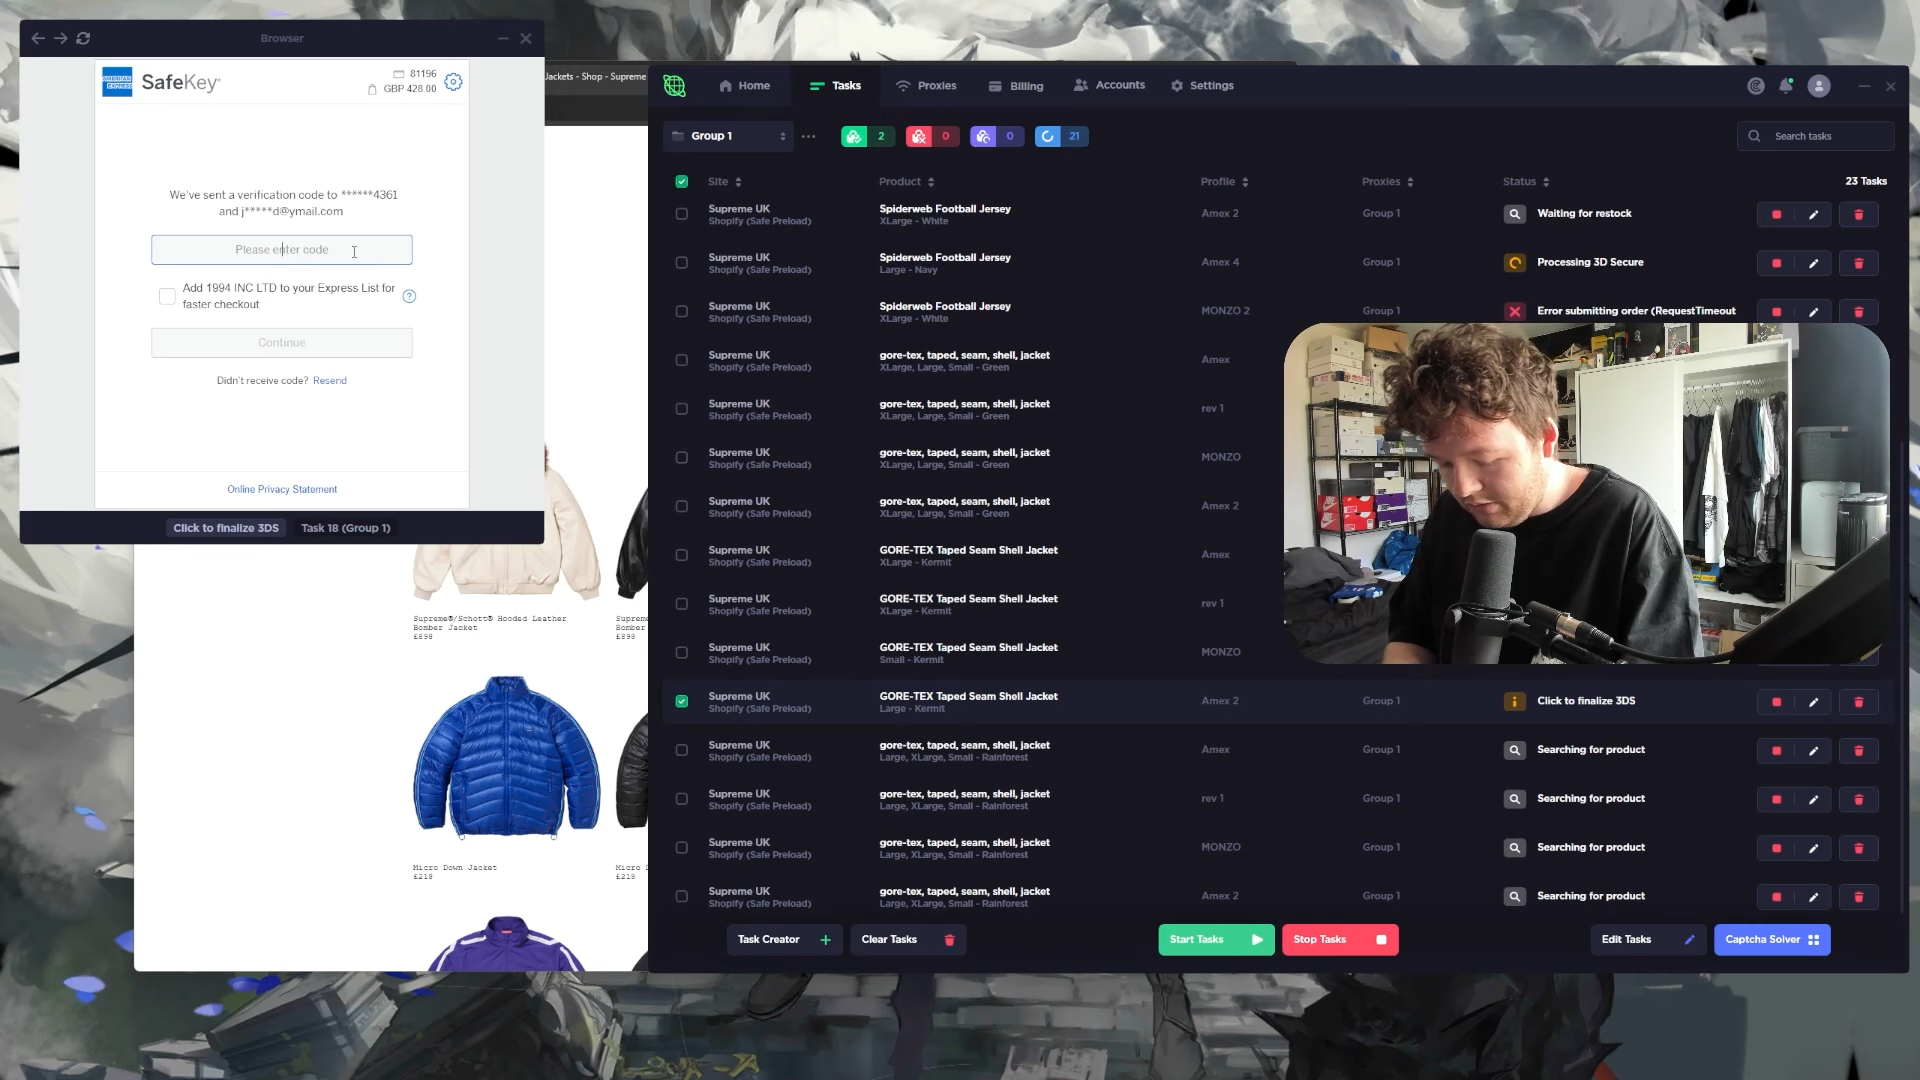 Browser
AMERICAN EXPRESS
SafeKey
81196
GBP 428.00
We've sent a verification code to ******4361
and j*****d@ymail.com
Please enter code
Add 1994 INC LTD to your Express List for
faster checkout
Continue
Didn't receive code? Resend
Online Privacy Statement
Click to finalize 3DS
Task 18 (Group 1)
Jackets - Shop - Supreme
Supreme®/Schott® Hooded Leather
Bomber Jacket
£898
Supreme
Bomber
£898
Micro Down Jacket
£218
Micro
£218
Home
Tasks
Proxies
Billing
Accounts
Settings
Group 1
2
0
0
21
Search tasks
Site
Product
Profile
Proxies
Status
23 Tasks
Supreme UK
Shopify (Safe Preload)
Spiderweb Football Jersey
XLarge - White
Amex 2
Group 1
Waiting for restock
Supreme UK
Shopify (Safe Preload)
Spiderweb Football Jersey
Large - Navy
Amex 4
Group 1
Processing 3D Secure
Supreme UK
Shopify (Safe Preload)
Spiderweb Football Jersey
XLarge - White
MONZO 2
Group 1
Error submitting order (RequestTimeout
Supreme UK
Shopify (Safe Preload)
gore-tex, taped, seam, shell, jacket
XLarge, Large, Small - Green
Amex
Supreme UK
Shopify (Safe Preload)
gore-tex, taped, seam, shell, jacket
XLarge, Large, Small - Green
rev 1
Supreme UK
Shopify (Safe Preload)
gore-tex, taped, seam, shell, jacket
XLarge, Large, Small - Green
MONZO
Supreme UK
Shopify (Safe Preload)
gore-tex, taped, seam, shell, jacket
XLarge, Large, Small - Green
Amex 2
Supreme UK
Shopify (Safe Preload)
GORE-TEX Taped Seam Shell Jacket
XLarge - Kermit
Amex
Supreme UK
Shopify (Safe Preload)
GORE-TEX Taped Seam Shell Jacket
XLarge - Kermit
rev 1
Supreme UK
Shopify (Safe Preload)
GORE-TEX Taped Seam Shell Jacket
Small - Kermit
MONZO
Supreme UK
Shopify (Safe Preload)
GORE-TEX Taped Seam Shell Jacket
Large - Kermit
Amex 2
Group 1
Click to finalize 3DS
Supreme UK
Shopify (Safe Preload)
gore-tex, taped, seam, shell, jacket
Large, XLarge, Small - Rainforest
Amex
Group 1
Searching for product
Supreme UK
Shopify (Safe Preload)
gore-tex, taped, seam, shell, jacket
Large, XLarge, Small - Rainforest
rev 1
Group 1
Searching for product
Supreme UK
Shopify (Safe Preload)
gore-tex, taped, seam, shell, jacket
Large, XLarge, Small - Rainforest
MONZO
Group 1
Searching for product
Supreme UK
Shopify (Safe Preload)
gore-tex, taped, seam, shell, jacket
Large, XLarge, Small - Rainforest
Amex 2
Group 1
Searching for product
Task Creator
Clear Tasks
Start Tasks
Stop Tasks
Edit Tasks
Captcha Solver